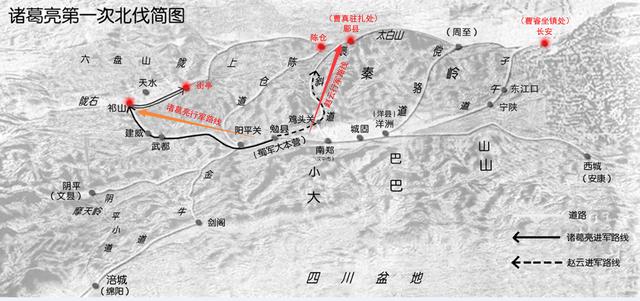 诸葛亮第一次北伐简图
（曹真驻扎处）
郿县
（曹睿坐镇处）
长安
陈仓
太白山
（周至）
六盘山
陇上
陈仓道
褒斜道
秦岭
傥骆道
子午道
天水
街亭
陇右
祁山
诸葛亮行军路线
赵云行军路线
鸡头关
东江口
宁陕
建威
武都
阳平关
勉县
（蜀军大本营）
南郑
城固
（洋县）
洋洲
西城
（安康）
小巴山
大巴山
金牛道
阴平
（文县）
摩天岭
阴平小道
剑阁
涪城
（绵阳）
四川盆地
道路
诸葛亮进军路线
赵云进军路线